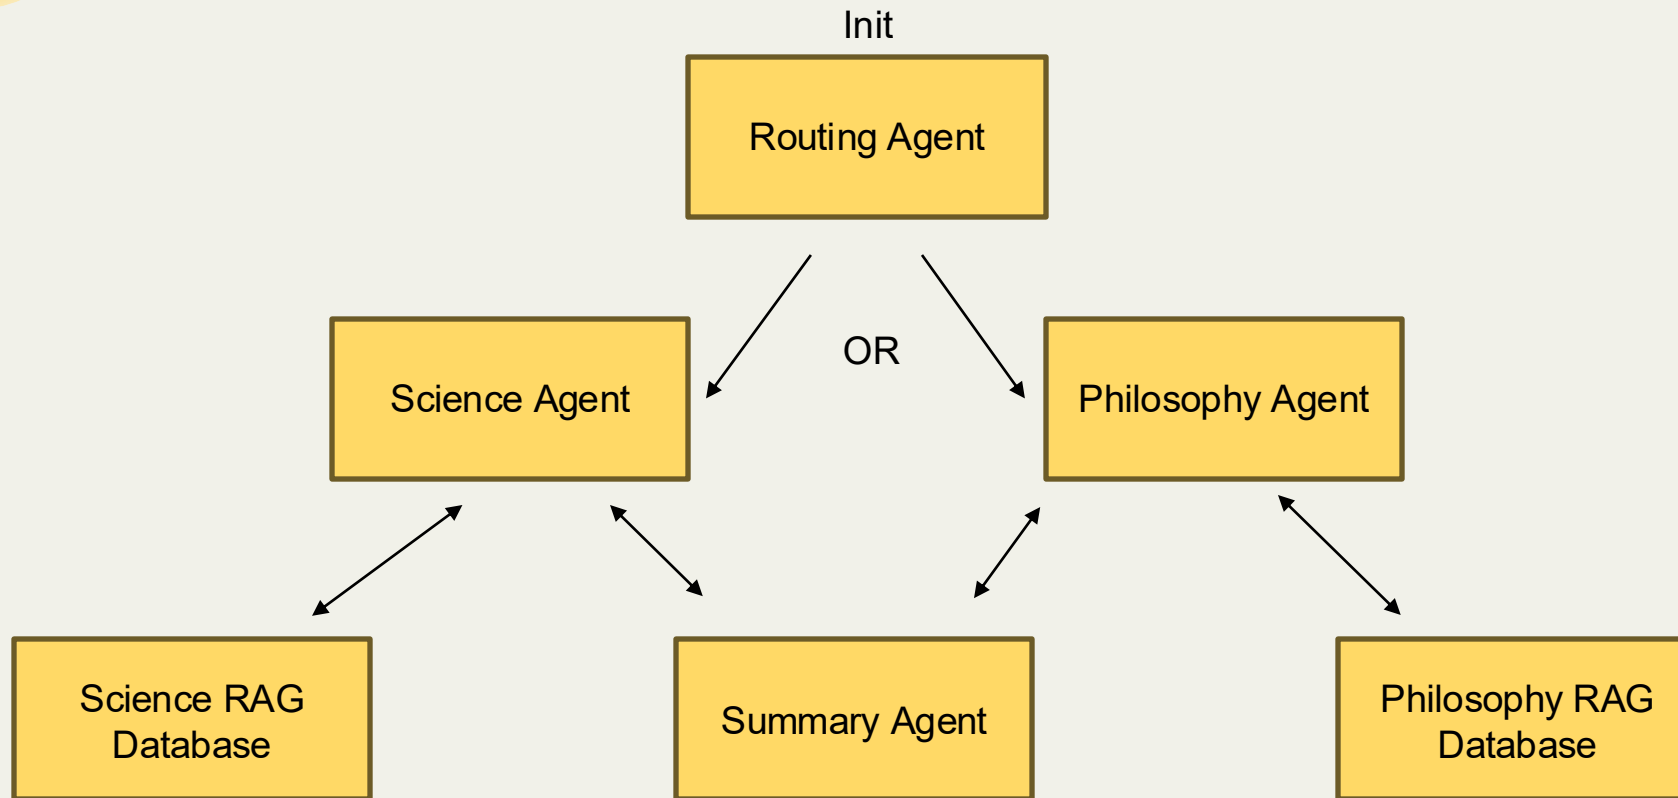 Init
Routing Agent
OR
Science Agent
Philosophy Agent
Science RAG
Database
Summary Agent
Philosophy RAG
Database